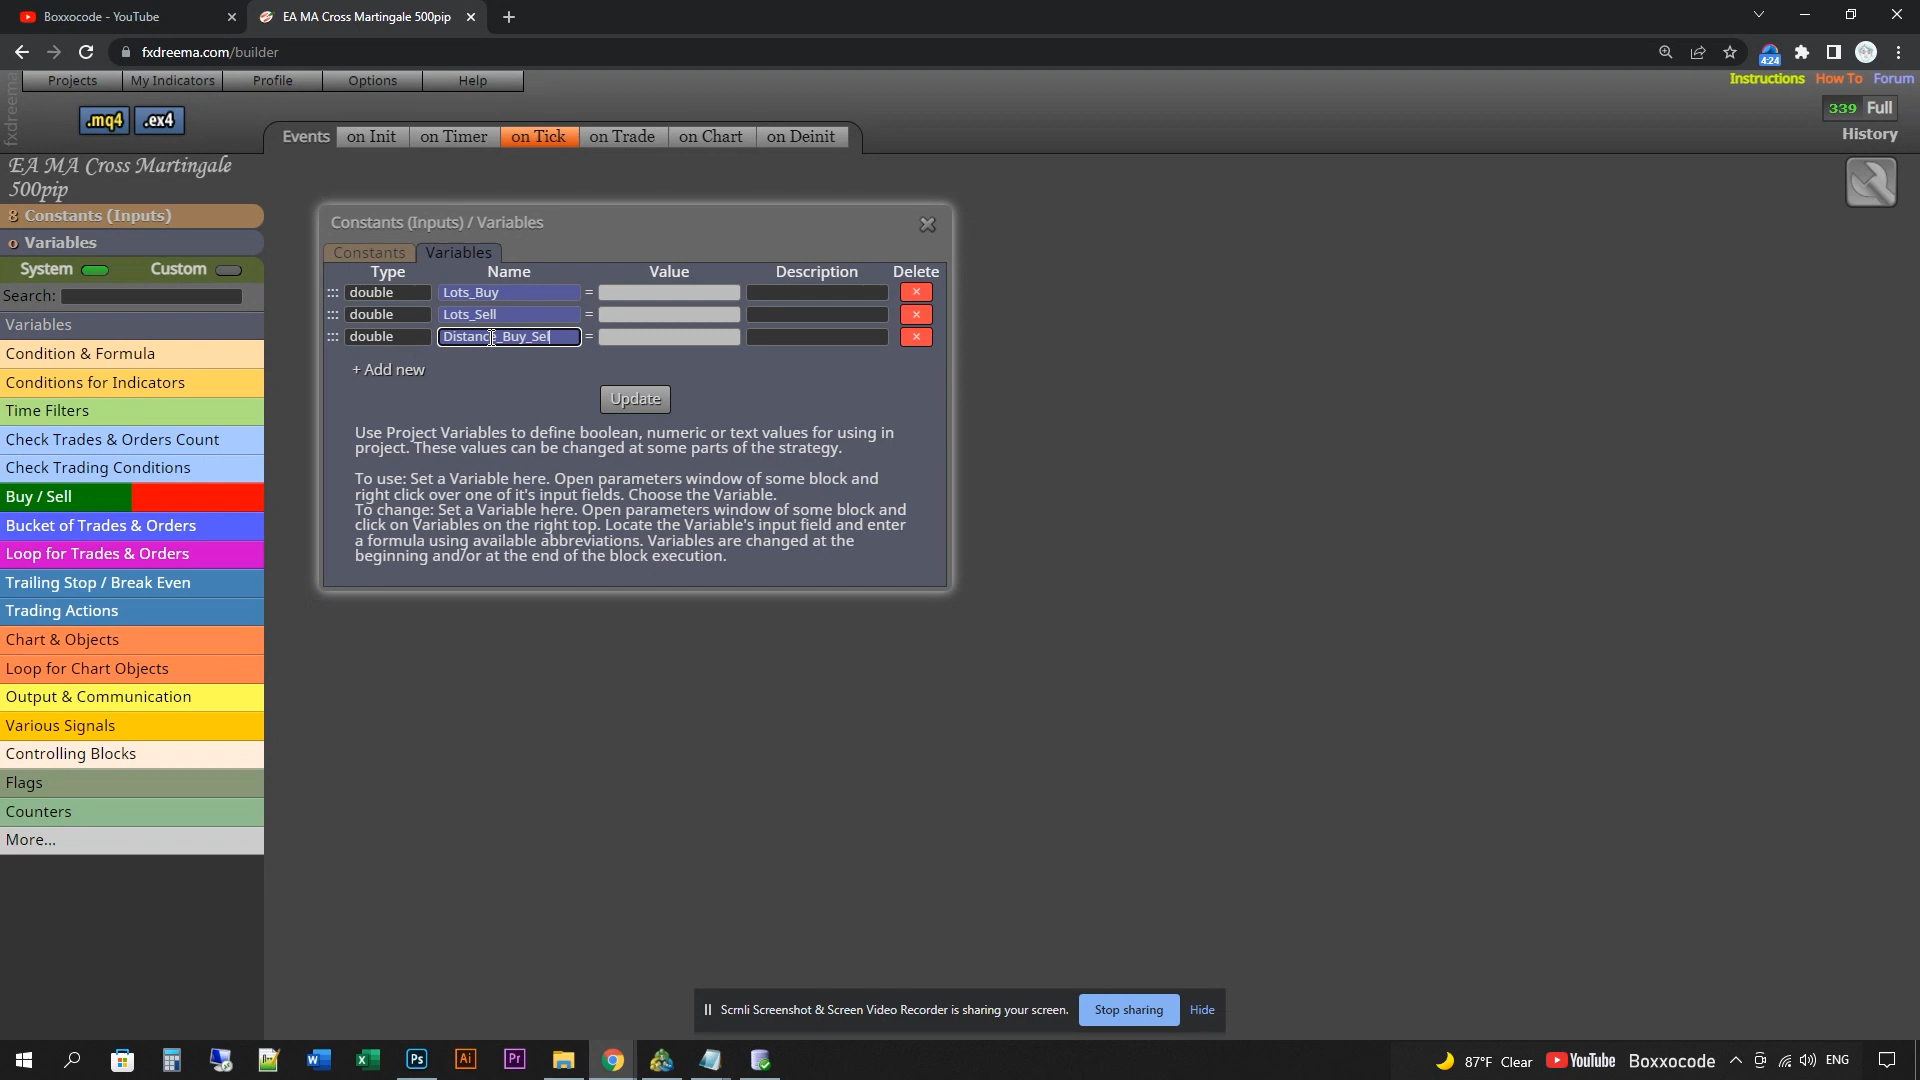 Boxxocode - YouTube
EA MA Cross Martingale 500pip
fxdreema.com/builder
4:24
Projects
My Indicators
Profile
Options
Help
Instructions
How To
Forum
fxdreema
.mq4
.ex4
339 Full
History
Events
on Init
on Timer
on Tick
on Trade
on Chart
on Deinit
EA MA Cross Martingale
500pip
8 Constants (Inputs)
0 Variables
System
Custom
Search:
Variables
Condition & Formula
Conditions for Indicators
Time Filters
Check Trades & Orders Count
Check Trading Conditions
Buy / Sell
Bucket of Trades & Orders
Loop for Trades & Orders
Trailing Stop / Break Even
Trading Actions
Chart & Objects
Loop for Chart Objects
Output & Communication
Various Signals
Controlling Blocks
Flags
Counters
More...
Constants (Inputs) / Variables
Constants
Variables
Type Name Value Description Delete
::: double Lots_Buy =
::: double Lots_Sell =
::: double Distance_Buy_Sel =
+ Add new
Update
Use Project Variables to define boolean, numeric or text values for using in
project. These values can be changed at some parts of the strategy.
To use: Set a Variable here. Open parameters window of some block and
right click over one of it's input fields. Choose the Variable.
To change: Set a Variable here. Open parameters window of some block and
click on Variables on the right top. Locate the Variable's input field and enter
a formula using available abbreviations. Variables are changed at the
beginning and/or at the end of the block execution.
Scrnli Screenshot & Screen Video Recorder is sharing your screen.
Stop sharing
Hide
Ps
Ai
Pr
87°F Clear
YouTube
Boxxocode
ENG